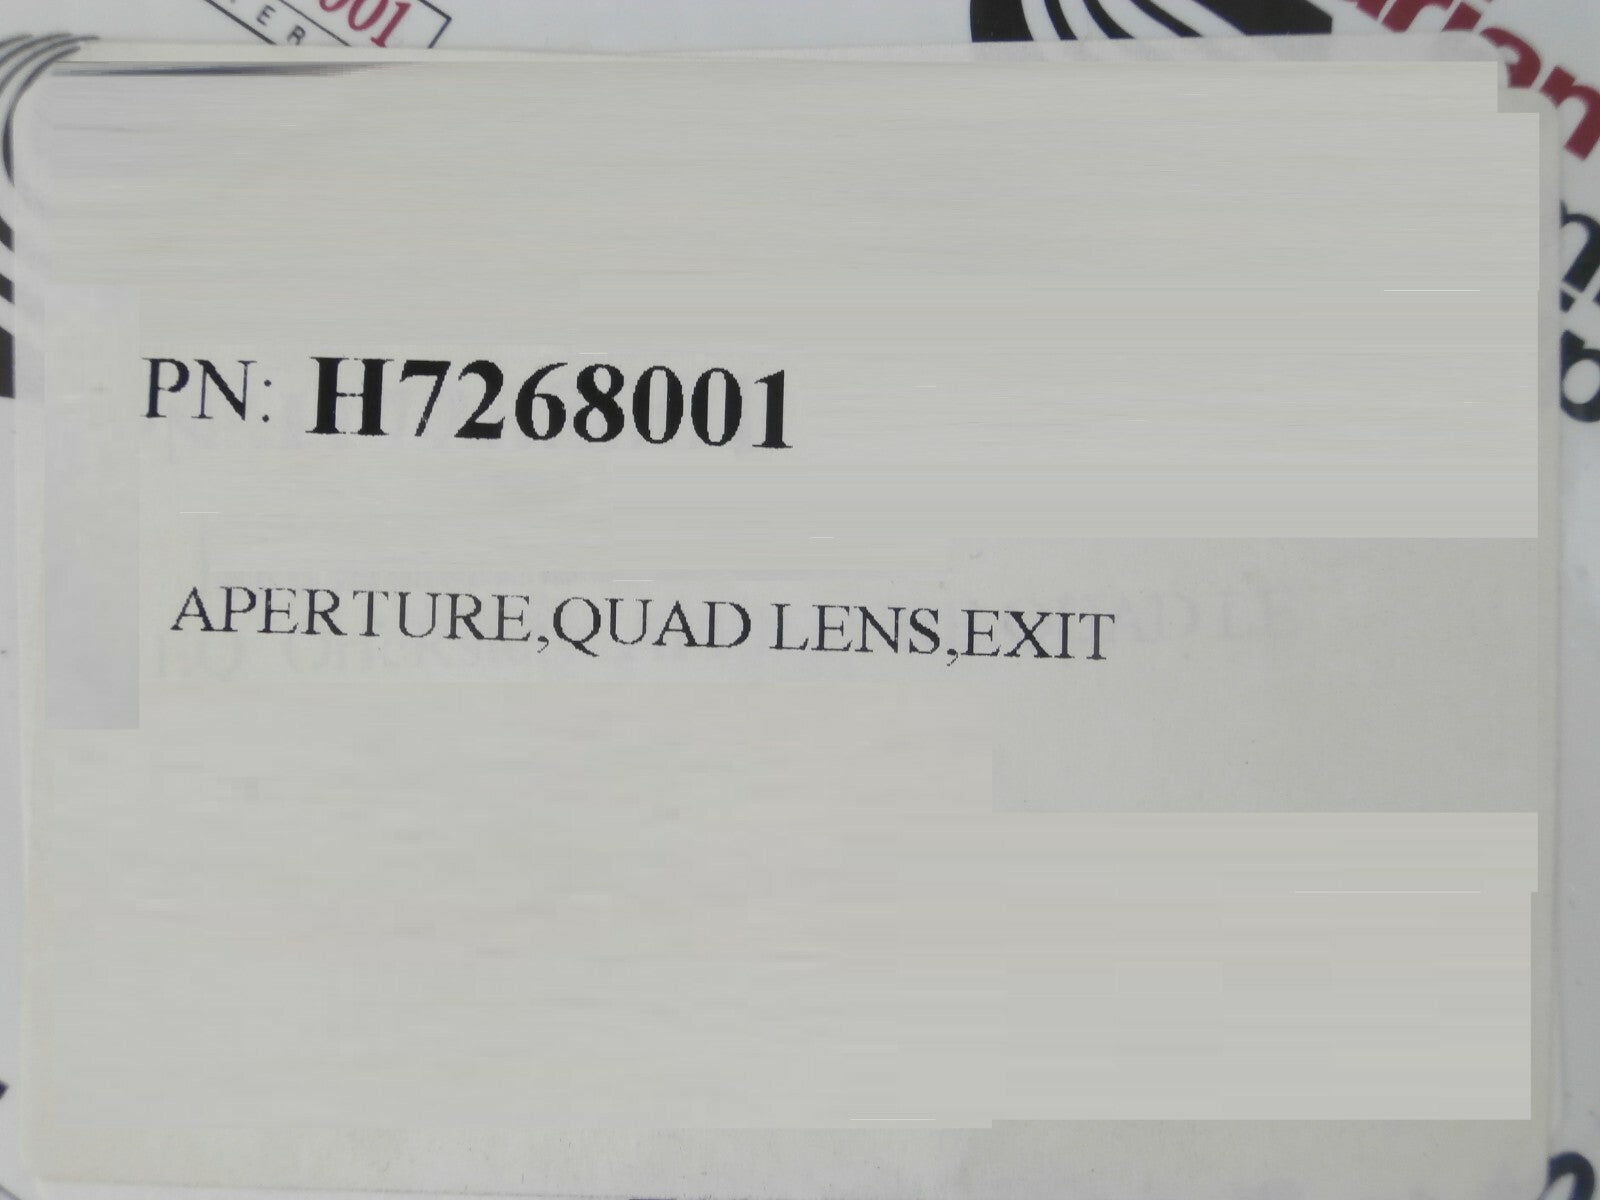 PN: H7268001
APERTURE,QUAD LENS,EXIT